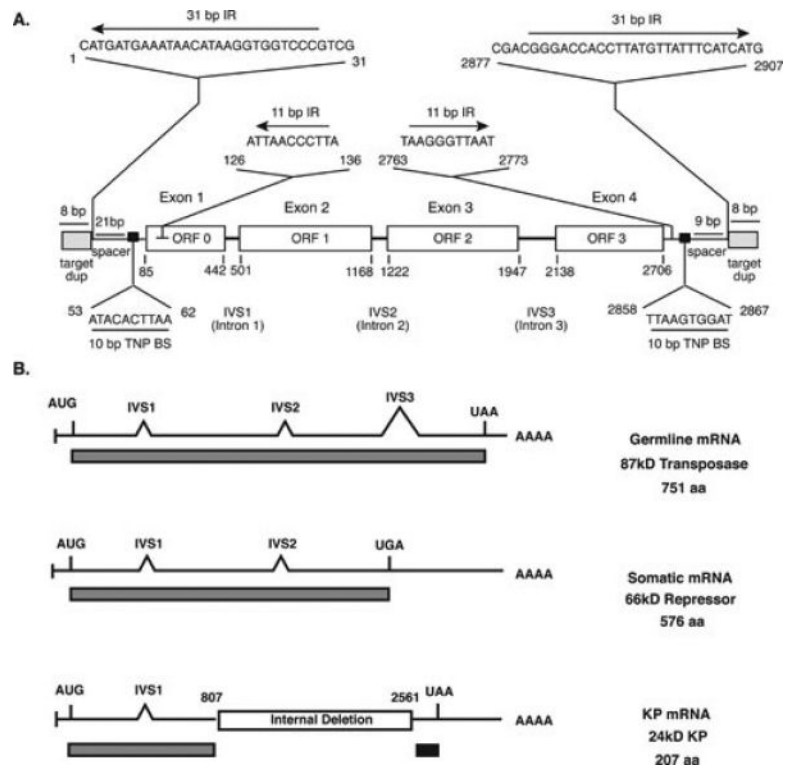 A.
31 bp IR
31 bp IR
CATGATGAAATAACATAAGGTGGTCCCGTCG
CGACGGGACCACCTTATGTTATTTCATCATG
1
31
2877
2907
11 bp IR
11 bp IR
ATTAACCCTTA
TAAGGGTTAAT
126
136
2763
2773
Exon 1
Exon 2
Exon 3
Exon 4
8 bp
21bp
9 bp
8 bp
ORF 0
ORF 1
ORF 2
ORF 3
target
dup
spacer
spacer
target
dup
85
442
501
1168
1222
1947
2138
2706
53
62
IVS1
(Intron 1)
IVS2
(Intron 2)
IVS3
(Intron 3)
2858
2867
ATACACTTAA
TTAAGTGGAT
10 bp TNP BS
10 bp TNP BS
B.
AUG
IVS1
IVS2
IVS3
UAA
AAAA
Germline mRNA
87kD Transposase
751 aa
AUG
IVS1
IVS2
UGA
AAAA
Somatic mRNA
66kD Repressor
576 aa
AUG
IVS1
807
2561
UAA
Internal Deletion
AAAA
KP mRNA
24kD KP
207 aa